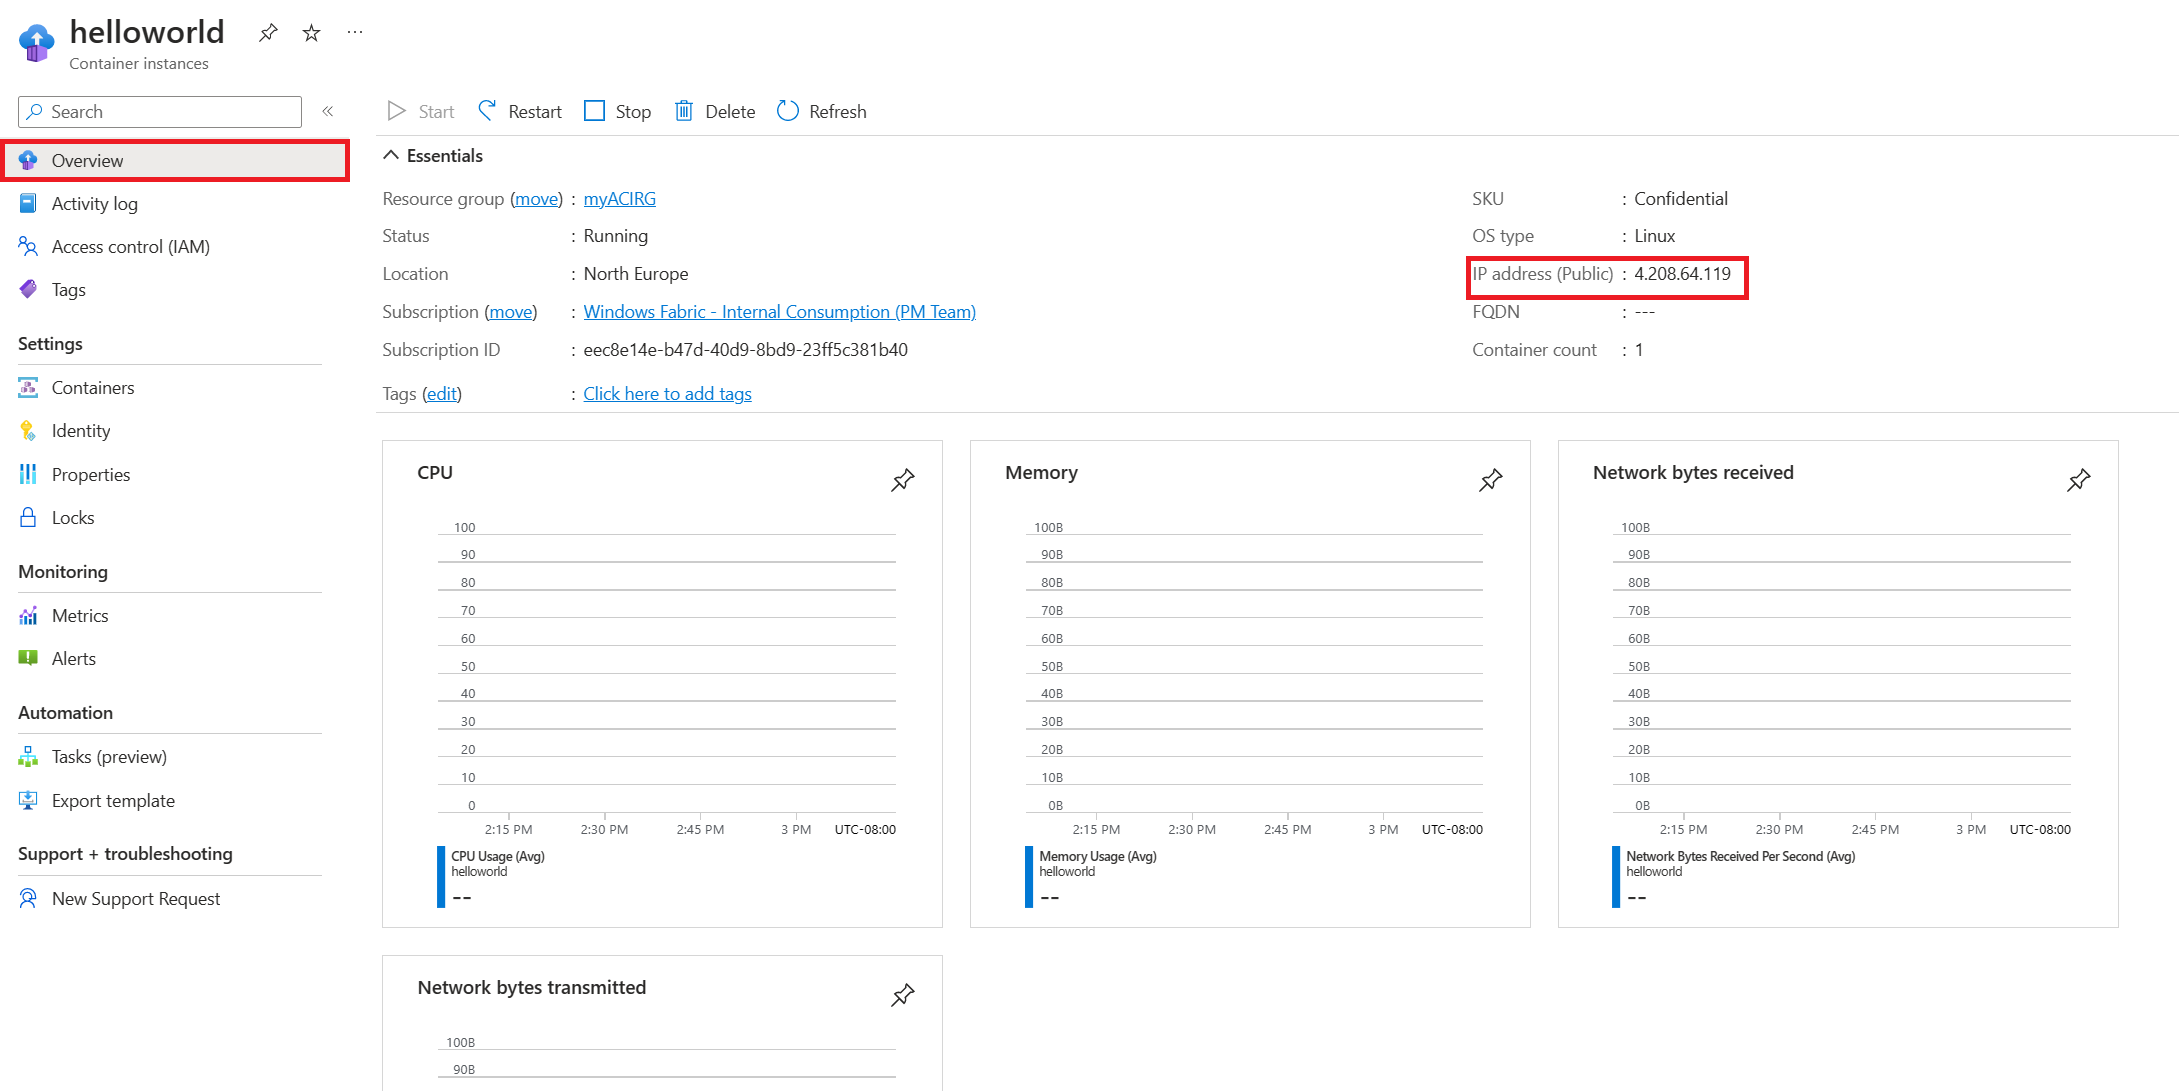 helloworld
Container instances
Search
Start Restart Stop Delete Refresh
Overview
Activity log
Access control (IAM)
Tags
Settings
Containers
Identity
Properties
Locks
Monitoring
Metrics
Alerts
Automation
Tasks (preview)
Export template
Support + troubleshooting
New Support Request
Essentials
Resource group (move) : myACIRG
Status : Running
Location : North Europe
Subscription (move) : Windows Fabric - Internal Consumption (PM Team)
Subscription ID : eec8e14e-b47d-40d9-8bd9-23ff5c381b40
Tags (edit) : Click here to add tags
SKU : Confidential
OS type : Linux
IP address (Public) : 4.208.64.119
FQDN : ---
Container count : 1
CPU
100
90
80
70
60
50
40
30
20
10
0
2:15 PM 2:30 PM 2:45 PM 3 PM UTC-08:00
CPU Usage (Avg)
helloworld
--
Memory
100B
90B
80B
70B
60B
50B
40B
30B
20B
10B
0B
2:15 PM 2:30 PM 2:45 PM 3 PM UTC-08:00
Memory Usage (Avg)
helloworld
--
Network bytes received
100B
90B
80B
70B
60B
50B
40B
30B
20B
10B
0B
2:15 PM 2:30 PM 2:45 PM 3 PM UTC-08:00
Network Bytes Received Per Second (Avg)
helloworld
--
Network bytes transmitted
100B
90B